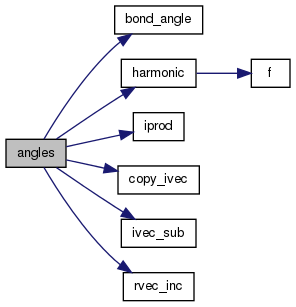 bond_angle
harmonic
f
iprod
angles
copy_ivec
ivec_sub
rvec_inc